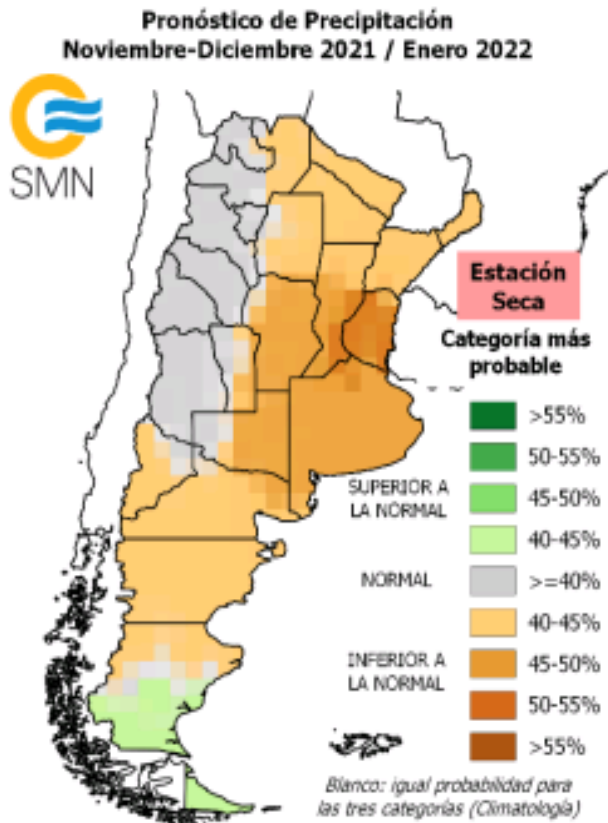 Pronóstico de Precipitación
Noviembre-Diciembre 2021 / Enero 2022
SMN
Estación
Seca
Categoría más
probable
>55%
50-55%
45-50%
SUPERIOR A
LA NORMAL
40-45%
NORMAL
>=40%
40-45%
INFERIOR A
LA NORMAL
45-50%
50-55%
>55%
Blanco: igual probabilidad para
las tres categorías (Climatología)